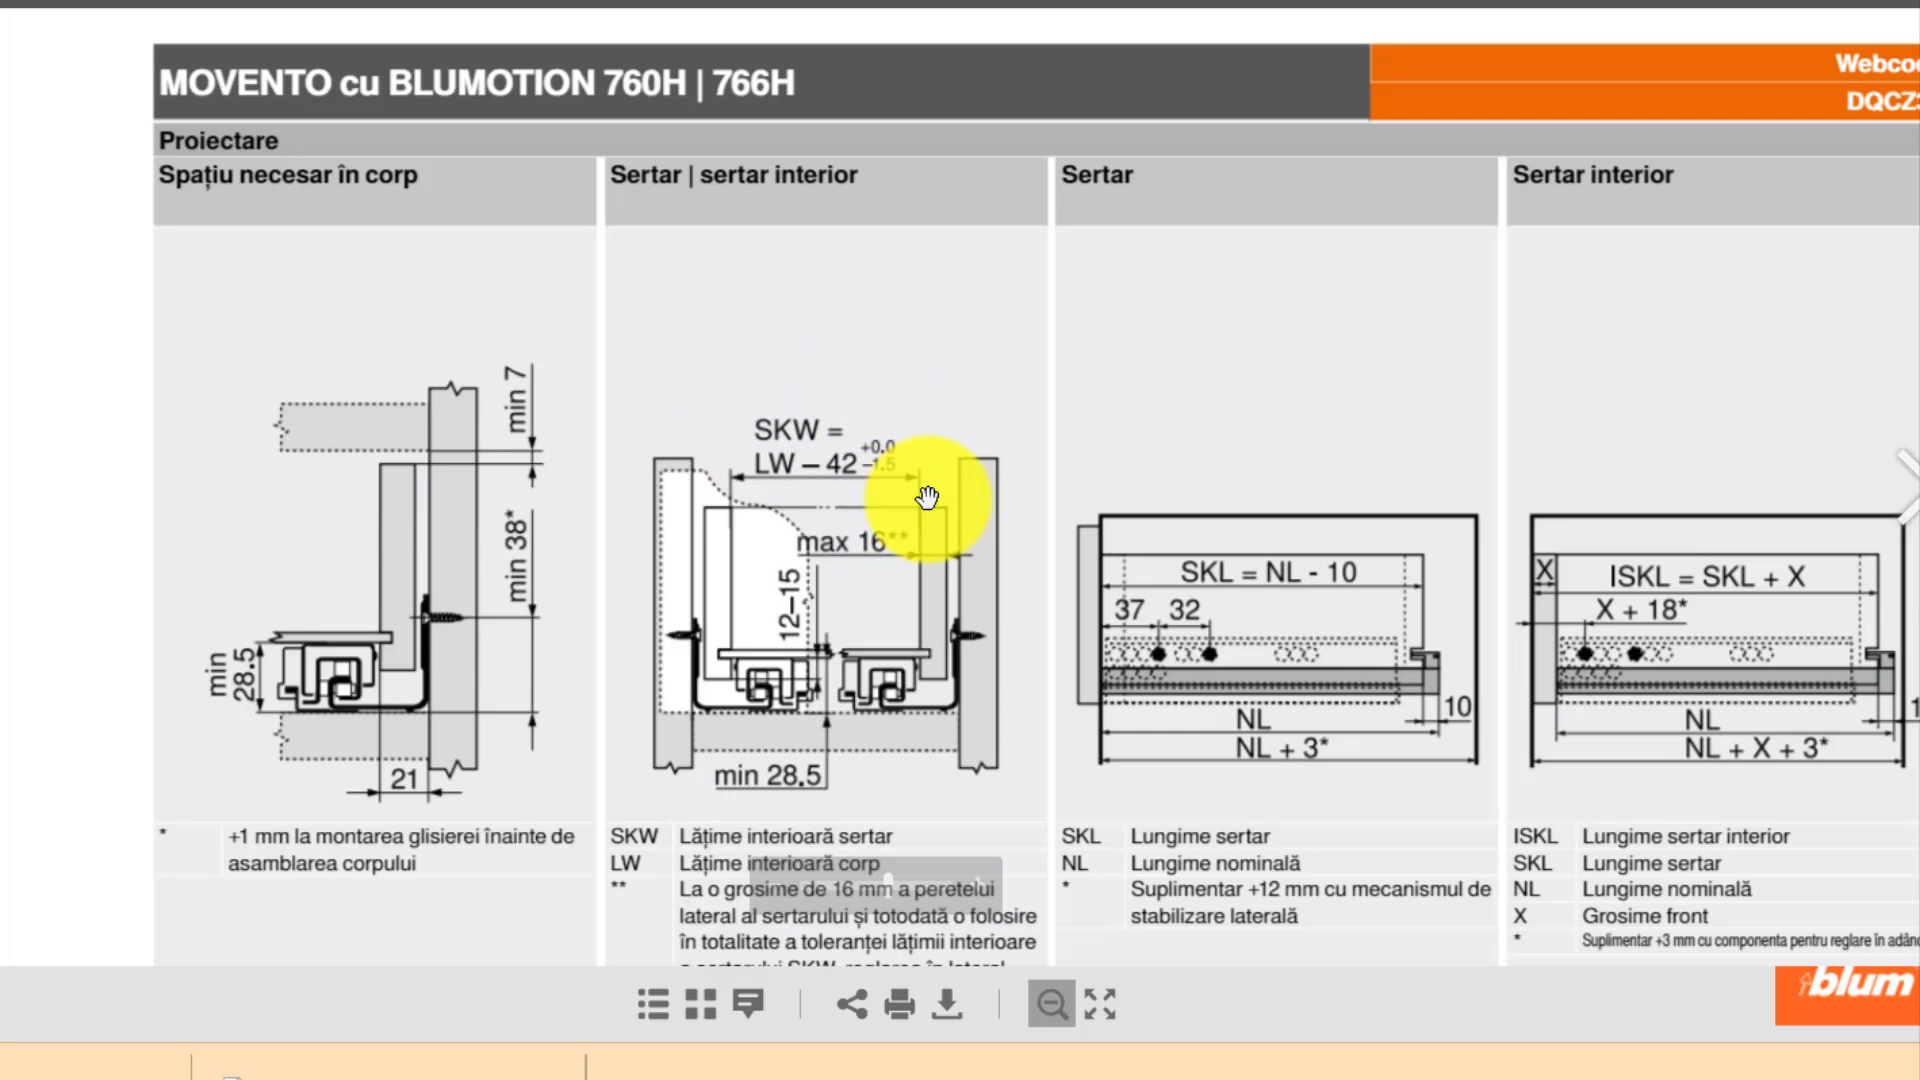 MOVENTO cu BLUMOTION 760H | 766H
Proiectare
Spațiu necesar în corp
Sertar | sertar interior
Sertar
Sertar interior
min 7
min 38*
min
28.5
21
SKW =
LW – 42 +0.0
–1.5
max 16**
12–15
min 28.5
SKL = NL - 10
37 32
10
NL
NL + 3*
X
ISKL = SKL + X
X + 18*
NL
NL + X + 3*
* +1 mm la montarea glisierei înainte de
asamblarea corpului
SKW Lățime interioară sertar
LW Lățime interioară corp
** La o grosime de 16 mm a peretelui
lateral al sertarului și totodată o folosire
în totalitate a toleranței lățimii interioare
SKL Lungime sertar
NL Lungime nominală
* Suplimentar +12 mm cu mecanismul de
stabilizare laterală
ISKL Lungime sertar interior
SKL Lungime sertar
NL Lungime nominală
X Grosime front
* Suplimentar +3 mm cu componenta pentru reglare în
blum